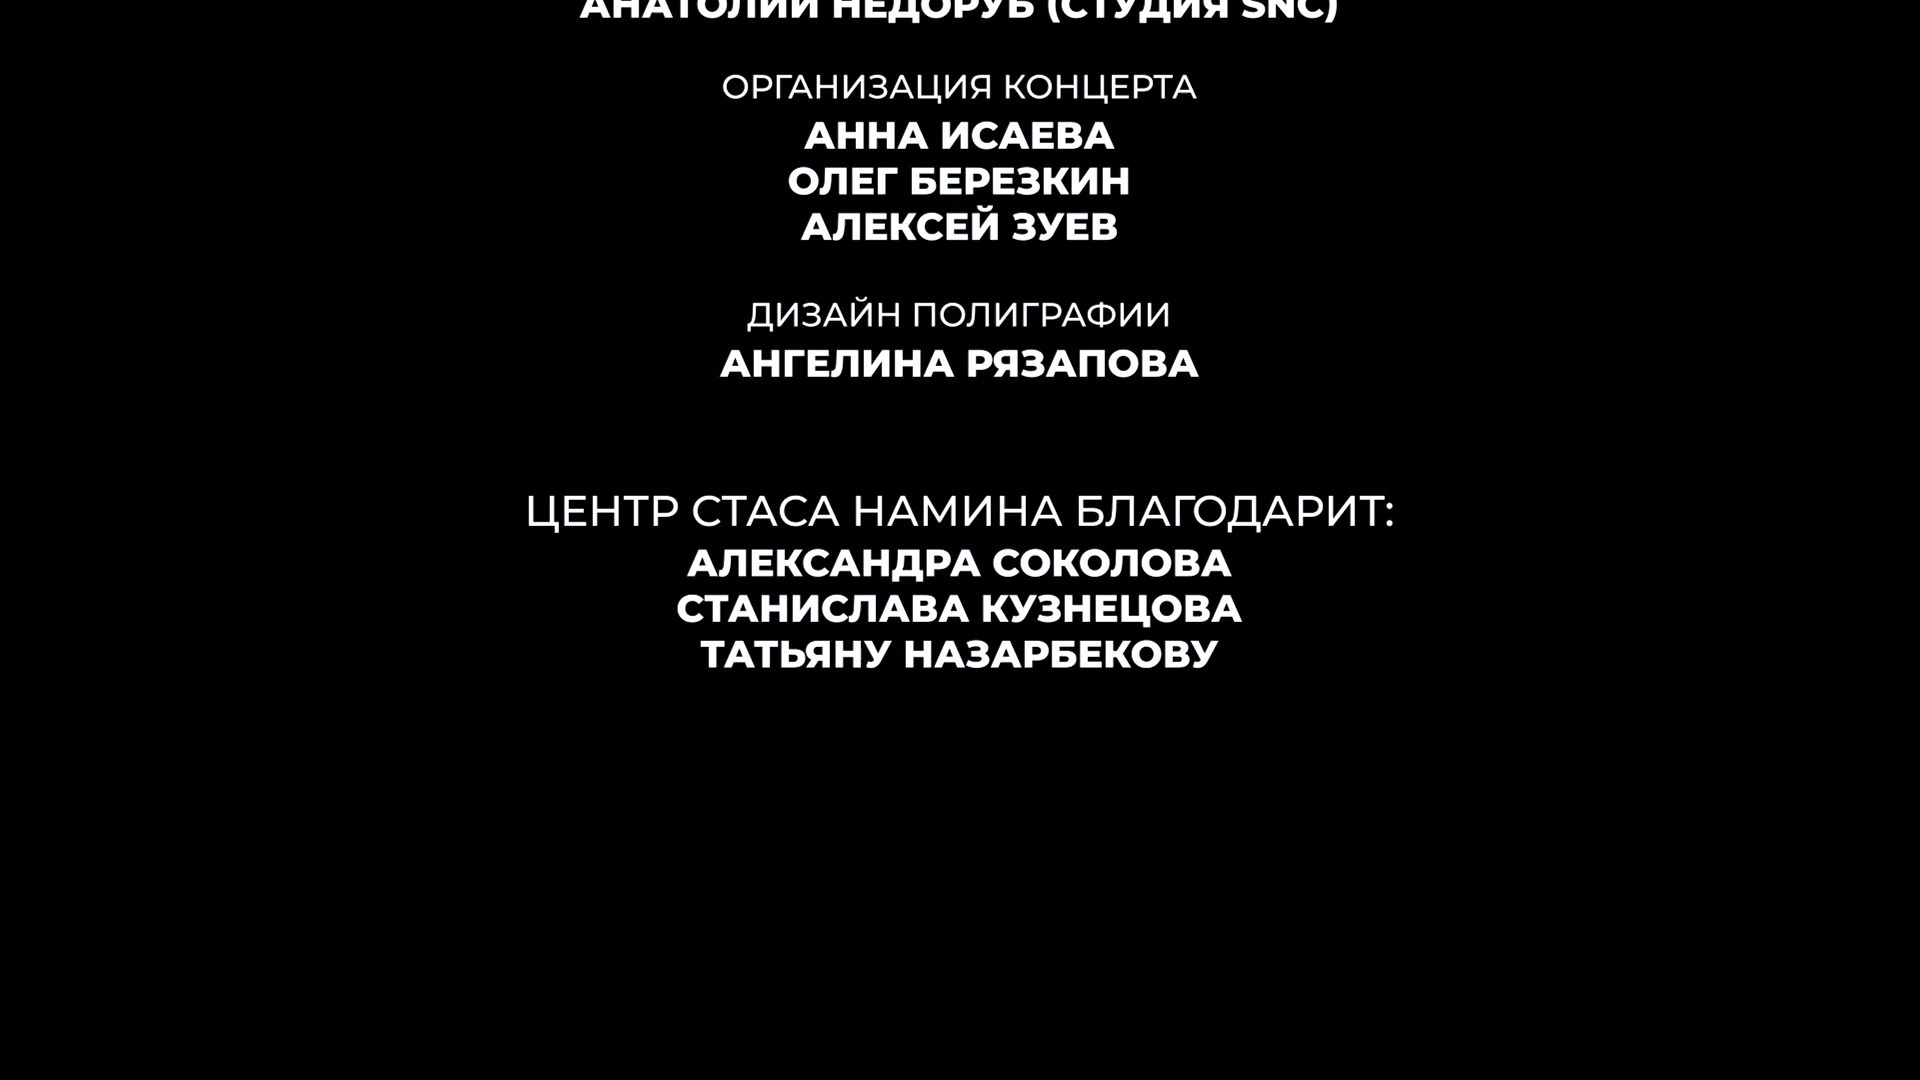 АНАТОЛИЙ НЕДОРУБ (СТУДИЯ SNC)
ОРГАНИЗАЦИЯ КОНЦЕРТА
АННА ИСАЕВА
ОЛЕГ БЕРЕЗКИН
АЛЕКСЕЙ ЗУЕВ
ДИЗАЙН ПОЛИГРАФИИ
АНГЕЛИНА РЯЗАПОВА
ЦЕНТР СТАСА НАМИНА БЛАГОДАРИТ:
АЛЕКСАНДРА СОКОЛОВА
СТАНИСЛАВА КУЗНЕЦОВА
ТАТЬЯНУ НАЗАРБЕКОВУ